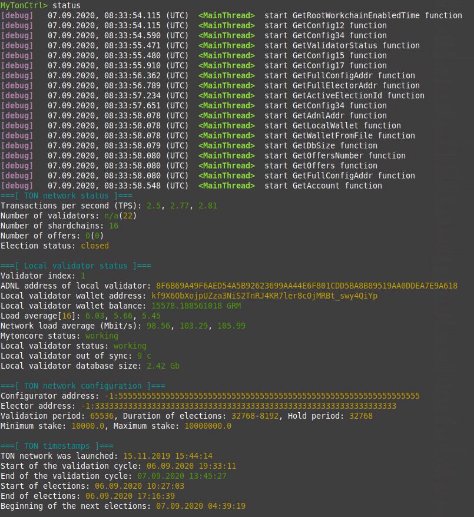 MyTonCtrl> status
[debug] 07.09.2020, 08:33:54.115 (UTC) <MainThread> start GetRootWorkchainEnabledTime function
[debug] 07.09.2020, 08:33:54.115 (UTC) <MainThread> start GetConfig12 function
[debug] 07.09.2020, 08:33:54.590 (UTC) <MainThread> start GetConfig34 function
[debug] 07.09.2020, 08:33:55.471 (UTC) <MainThread> start GetValidatorStatus function
[debug] 07.09.2020, 08:33:55.480 (UTC) <MainThread> start GetConfig15 function
[debug] 07.09.2020, 08:33:55.910 (UTC) <MainThread> start GetConfig17 function
[debug] 07.09.2020, 08:33:56.362 (UTC) <MainThread> start GetFullConfigAddr function
[debug] 07.09.2020, 08:33:56.789 (UTC) <MainThread> start GetFullElectorAddr function
[debug] 07.09.2020, 08:33:57.234 (UTC) <MainThread> start GetActiveElectionId function
[debug] 07.09.2020, 08:33:57.651 (UTC) <MainThread> start GetConfig34 function
[debug] 07.09.2020, 08:33:58.078 (UTC) <MainThread> start GetAdnlAddr function
[debug] 07.09.2020, 08:33:58.078 (UTC) <MainThread> start GetLocalWallet function
[debug] 07.09.2020, 08:33:58.078 (UTC) <MainThread> start GetWalletFromFile function
[debug] 07.09.2020, 08:33:58.079 (UTC) <MainThread> start GetDbSize function
[debug] 07.09.2020, 08:33:58.080 (UTC) <MainThread> start GetOffersNumber function
[debug] 07.09.2020, 08:33:58.080 (UTC) <MainThread> start GetOffers function
[debug] 07.09.2020, 08:33:58.080 (UTC) <MainThread> start GetFullConfigAddr function
[debug] 07.09.2020, 08:33:58.548 (UTC) <MainThread> start GetAccount function
===[ TON network status ]===
Transactions per second (TPS): 2.5, 2.77, 2.81
Number of validators: n/a(22)
Number of shardchains: 16
Number of offers: 0(0)
Election status: closed
===[ Local validator status ]===
Validator index: 1
ADNL address of local validator:
Local validator wallet address:
Local validator wallet balance: 15578.188561018 GRM
Load average[16]: 6.03, 5.66, 5.45
Network load average (Mbit/s): 98.56, 103.25, 105.99
Mytoncore status: working
Local validator status: working
Local validator out of sync: 9 c
Local validator database size: 2.42 Gb
===[ TON network configuration ]===
Configurator address: -1:5555555555555555555555555555555555555555555555555555555555555555
Elector address: -1:3333333333333333333333333333333333333333333333333333333333333333
Validation period: 65536, Duration of elections: 32768-8192, Hold period: 32768
Minimum stake: 10000.0, Maximum stake: 10000000.0
===[ TON timestamps ]===
TON network was launched: 15.11.2019 15:44:14
Start of the validation cycle: 06.09.2020 19:33:11
End of the validation cycle: 07.09.2020 13:45:27
Start of elections: 06.09.2020 10:27:03
End of elections: 06.09.2020 17:16:39
Beginning of the next elections: 07.09.2020 04:39:19